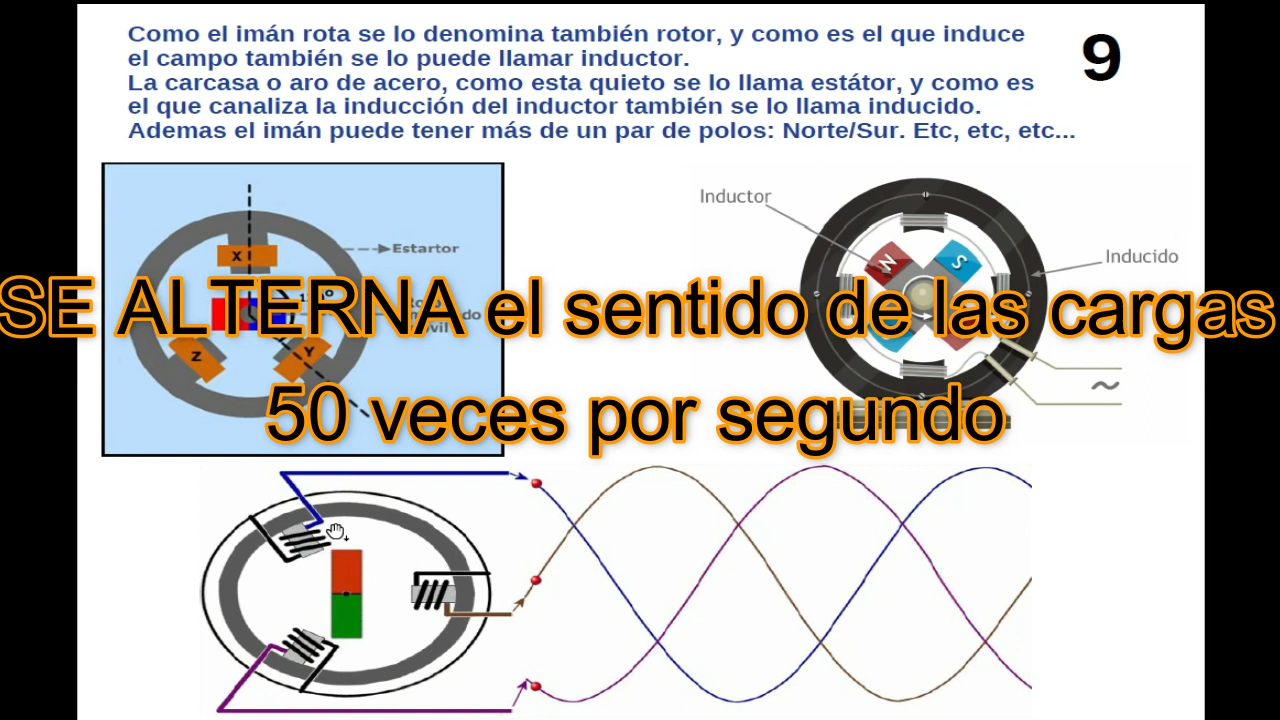 Como el imán rota se lo denomina también rotor, y como es el que induce
el campo también se lo puede llamar inductor.
La carcasa o aro de acero, como esta quieto se lo llama estátor, y como es
el que canaliza la inducción del inductor también se lo llama inducido.
Ademas el imán puede tener más de un par de polos: Norte/Sur. Etc, etc, etc...
9
Inductor
X
Estartor
N
S
Inducido
SE ALTERNA el sentido de las cargas
Z
Y
50 veces por segundo